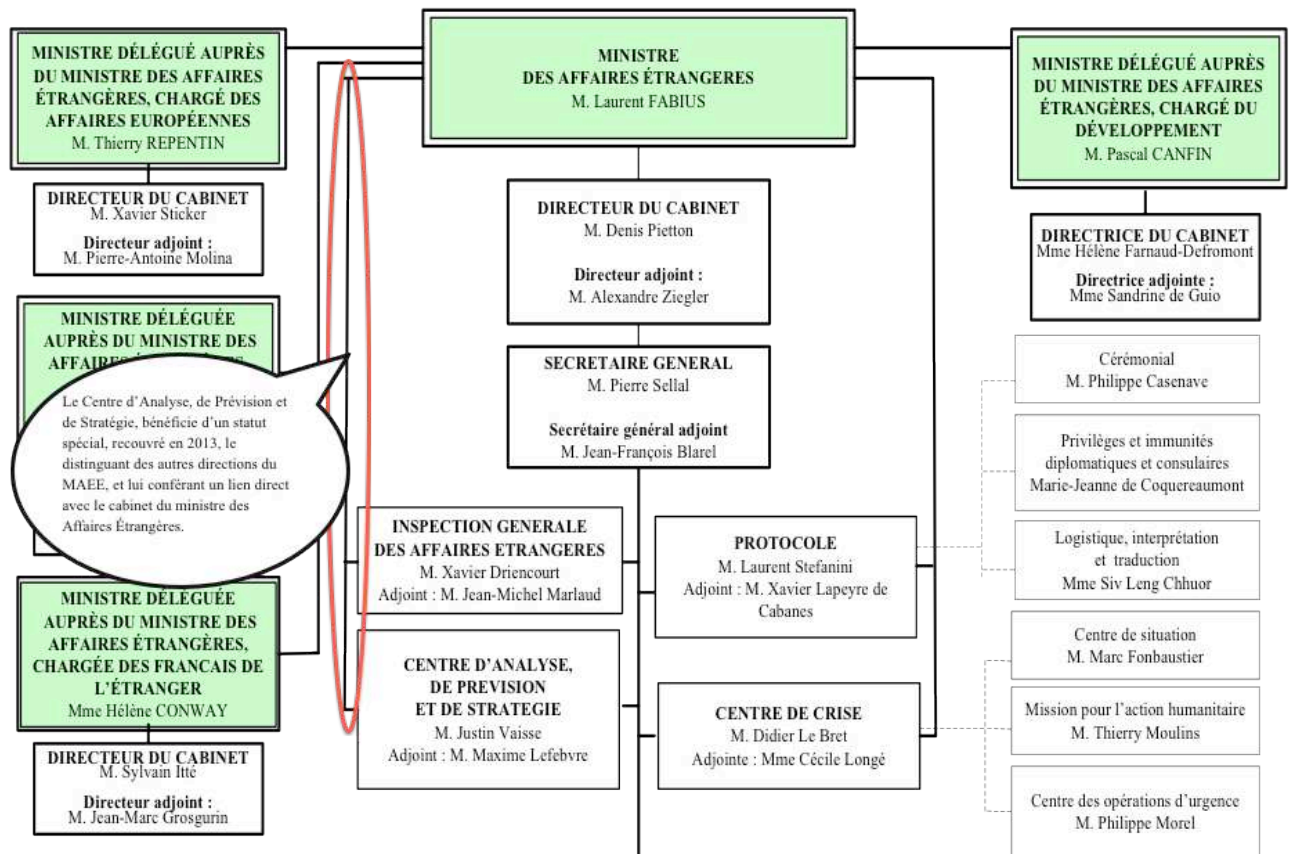 MINISTRE DÉLÉGUÉ AUPRÈS
DU MINISTRE DES AFFAIRES
ÉTRANGÈRES, CHARGÉ DES
AFFAIRES EUROPÉENNES
M. Thierry REPENTIN
DIRECTEUR DU CABINET
M. Xavier Sticker
Directeur adjoint :
M. Pierre-Antoine Molina
MINISTRE DÉLÉGUÉE
AUPRÈS DU MINISTRE DES
Le Centre d'Analyse, de Prévision et
de Stratégie, bénéficie d'un statut
spécial, recouvré en 2013, le
distinguant des autres directions du
MAEE, et lui conférant un lien direct
avec le cabinet du ministre des
Affaires Étrangères.
MINISTRE DÉLÉGUÉE
AUPRÈS DU MINISTRE DES
AFFAIRES ÉTRANGÈRES,
CHARGÉE DES FRANCAIS DE
L'ÉTRANGER
Mme Hélène CONWAY
DIRECTEUR DU CABINET
M. Sylvain Itté
Directeur adjoint :
M. Jean-Marc Grosgurin
MINISTRE
DES AFFAIRES ÉTRANGERES
M. Laurent FABIUS
DIRECTEUR DU CABINET
M. Denis Pietton
Directeur adjoint :
M. Alexandre Ziegler
SECRETAIRE GENERAL
M. Pierre Sellal
Secrétaire général adjoint
M. Jean-François Blarel
INSPECTION GENERALE
DES AFFAIRES ETRANGERES
M. Xavier Driencourt
Adjoint : M. Jean-Michel Marlaud
CENTRE D'ANALYSE,
DE PREVISION
ET DE STRATEGIE
M. Justin Vaisse
Adjoint : M. Maxime Lefebvre
PROTOCOLE
M. Laurent Stefanini
Adjoint : M. Xavier Lapeyre de
Cabanes
CENTRE DE CRISE
M. Didier Le Bret
Adjointe : Mme Cécile Longé
MINISTRE DÉLÉGUÉ AUPRÈS
DU MINISTRE DES AFFAIRES
ÉTRANGÈRES, CHARGÉ DU
DÉVELOPPEMENT
M. Pascal CANFIN
DIRECTRICE DU CABINET
Mme Hélène Farnaud-Defromont
Directrice adjointe :
Mme Sandrine de Guio
Cérémonial
M. Philippe Casenave
Privilèges et immunités
diplomatiques et consulaires
Marie-Jeanne de Coquereaumont
Logistique, interprétation
et traduction
Mme Siv Leng Chhuor
Centre de situation
M. Marc Fonbaustier
Mission pour l'action humanitaire
M. Thierry Moulins
Centre des opérations d'urgence
M. Philippe Morel